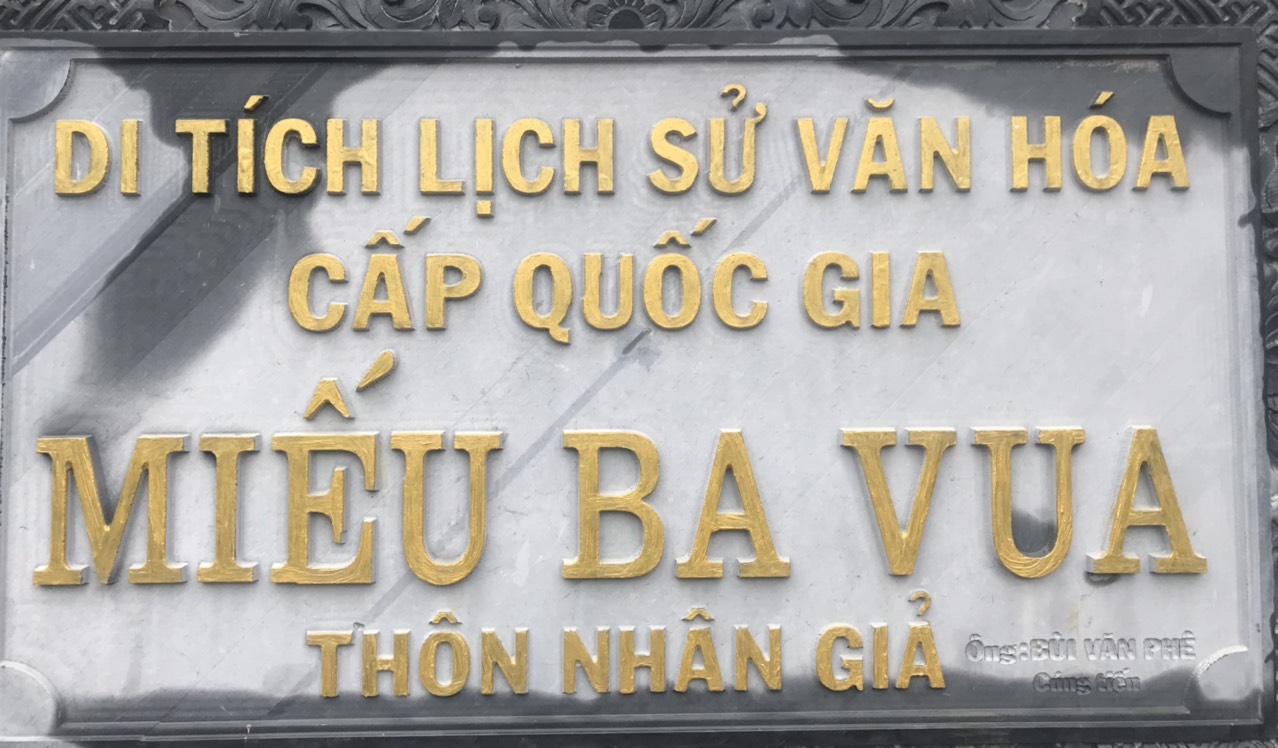 DI TÍCH LỊCH SỬ VĂN HÓA
CẤP QUỐC GIA
MIẾU BA VUA
THÔN NHÂN GIẢ
Ông:BÙI VĂN PHÊ
Cúng tiến